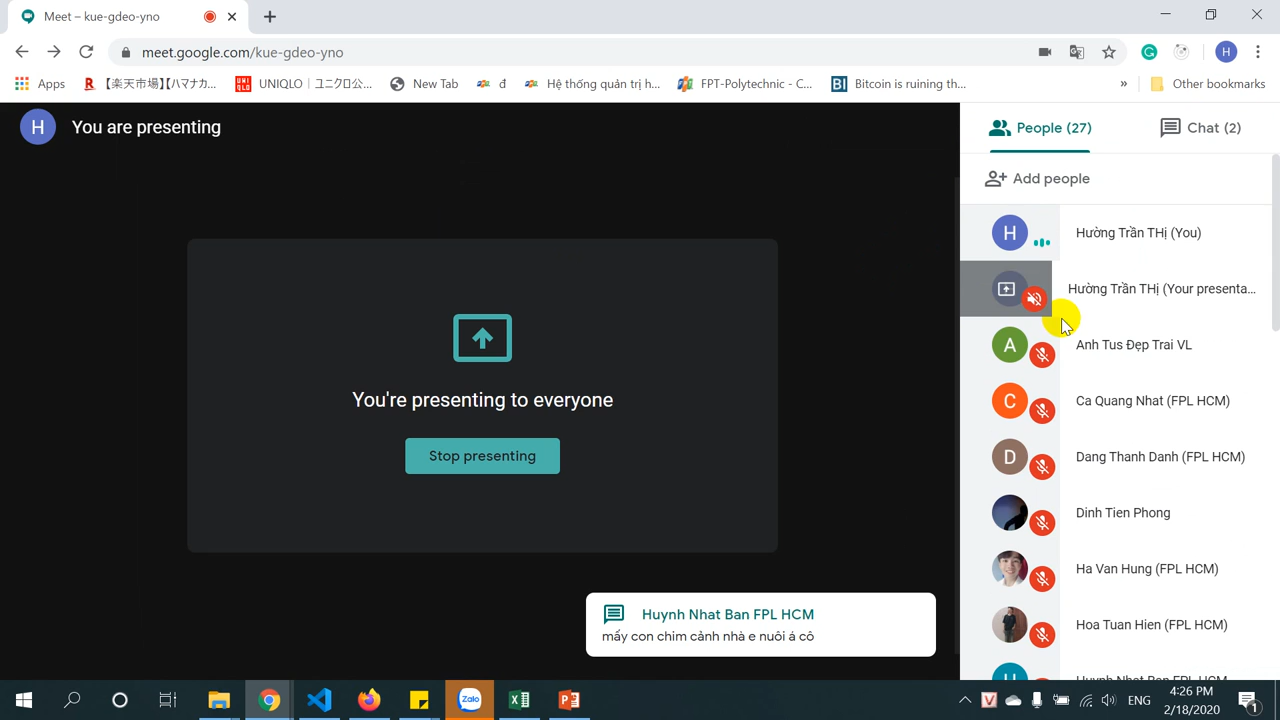 Meet – kue-gdeo-yno
meet.google.com/kue-gdeo-yno
H
Apps
R 【楽天市場】【ハマナカ...
UNIQLO | ユニクロ公...
New Tab
đ
Hệ thống quản trị h...
FPT-Polytechnic - C...
BI Bitcoin is ruining th...
»
Other bookmarks
H You are presenting
People (27)
Chat (2)
Add people
H Hường Trần THị (You)
Hường Trần THị (Your presenta...
A Anh Tus Đẹp Trai VL
C Ca Quang Nhat (FPL HCM)
D Dang Thanh Danh (FPL HCM)
Dinh Tien Phong
Ha Van Hung (FPL HCM)
Hoa Tuan Hien (FPL HCM)
You're presenting to everyone
Stop presenting
Huynh Nhat Ban FPL HCM
mấy con chim cảnh nhà e nuôi á cô
Zalo
V
ENG
4:26 PM
2/18/2020
1